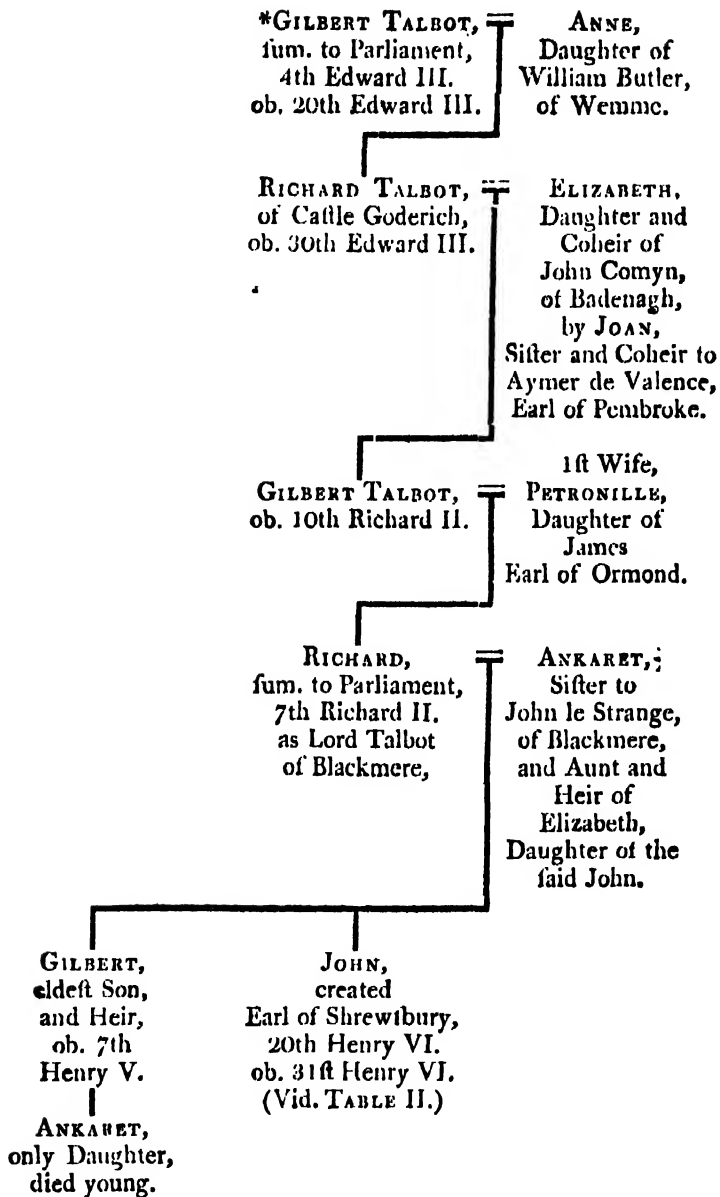 *GILBERT TALBOT,
ſum. to Parliament,
4th Edward III.
ob. 20th Edward III.
ANNE,
Daughter of
William Butler,
of Wemme.
RICHARD TALBOT,
of Caſtle Goderich,
ob. 30th Edward III.
ELIZABETH,
Daughter and
Coheir of
John Comyn,
of Badenagh,
by JOAN,
Siſter and Coheir to
Aymer de Valence,
Earl of Pembroke.
GILBERT TALBOT,
ob. 10th Richard II.
1ſt Wife,
PETRONILLE,
Daughter of
James
Earl of Ormond.
RICHARD,
ſum. to Parliament,
7th Richard II.
as Lord Talbot
of Blackmere,
ANKARET,
Siſter to
John le Strange,
of Blackmere,
and Aunt and
Heir of
Elizabeth,
Daughter of the
ſaid John.
GILBERT,
eldeſt Son,
and Heir,
ob. 7th
Henry V.
JOHN,
created
Earl of Shrewſbury,
20th Henry VI.
ob. 31ſt Henry VI.
(Vid. TABLE II.)
ANKARET,
only Daughter,
died young.